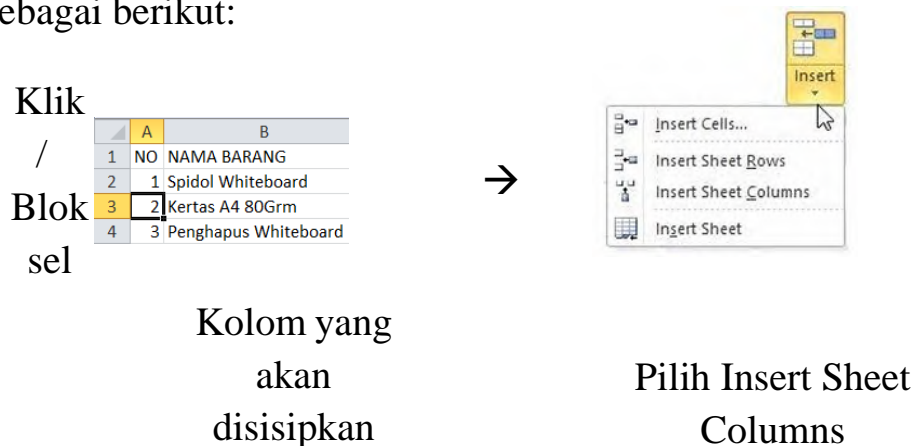 ebagai berikut:
Klik
/
Blok
sel
A B
1 NO NAMA BARANG
2 1 Spidol Whiteboard
3 2 Kertas A4 80Grm
4 3 Penghapus Whiteboard
→
Insert
Insert Cells...
Insert Sheet Rows
Insert Sheet Columns
Insert Sheet
Kolom yang
akan
disisipkan
Pilih Insert Sheet
Columns